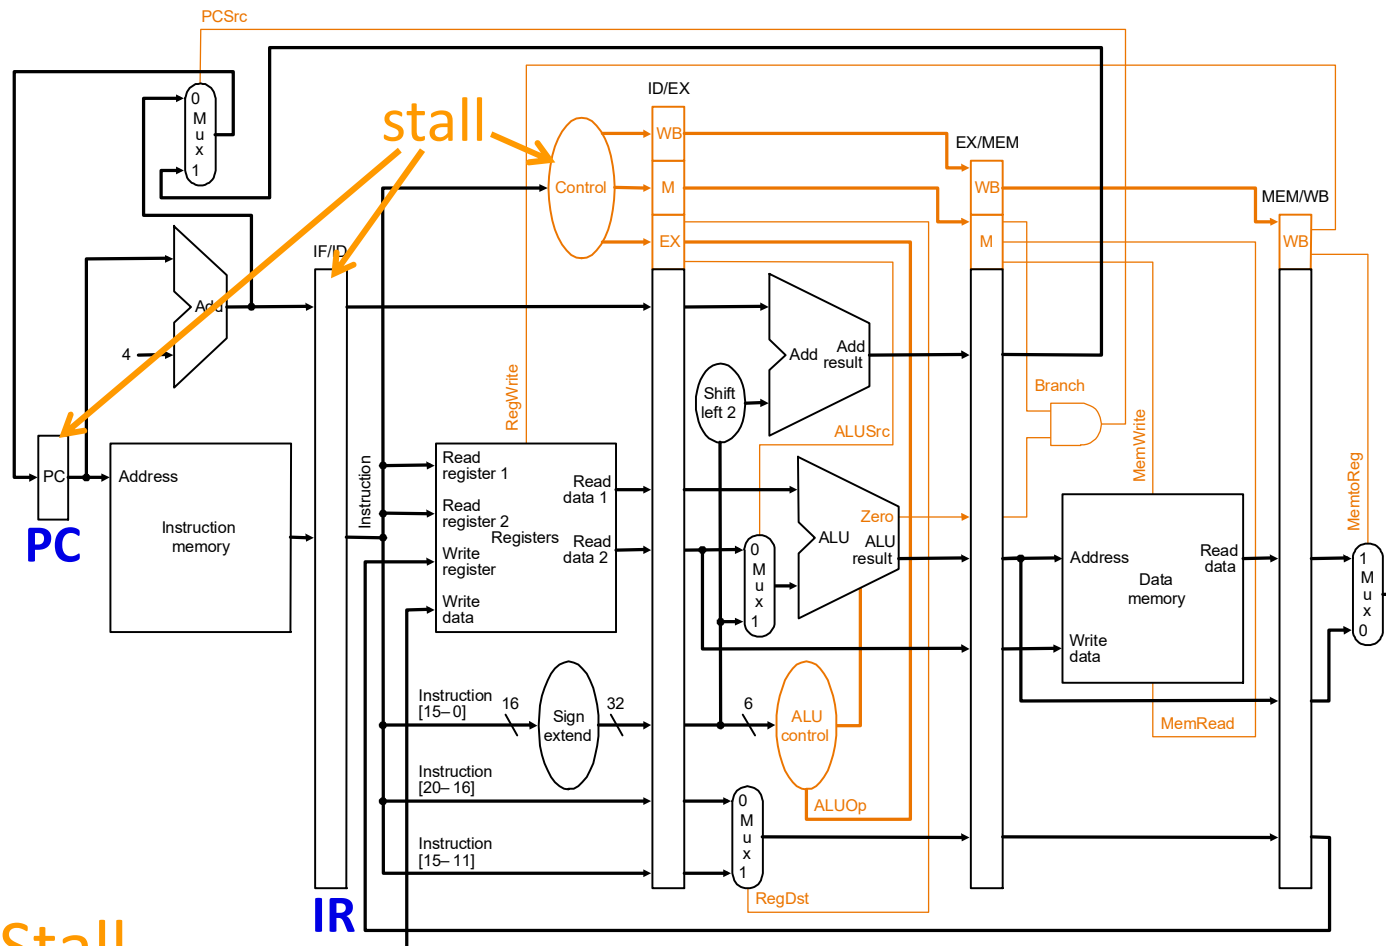 PCSrc
ID/EX
0
M
u
x
1
stall
WB
EX/MEM
Control
M
WB
MEM/WB
EX
M
WB
IF/ID
Add
4
Add
Add
result
Shift
left 2
Branch
RegWrite
ALUSrc
MemWrite
MemtoReg
PC
Address
Instruction
memory
Instruction
Read
register 1
Read
register 2
Write
register
Write
data
Registers
Read
data 1
Read
data 2
0
M
u
x
1
ALU
Zero
ALU
result
Address
Read
data
Data
memory
Write
data
1
M
u
x
0
PC
Instruction
[15–0]
16
Sign
extend
32
6
ALU
control
MemRead
Instruction
[20–16]
ALUOp
0
M
u
x
1
Instruction
[15–11]
RegDst
IR
Stall